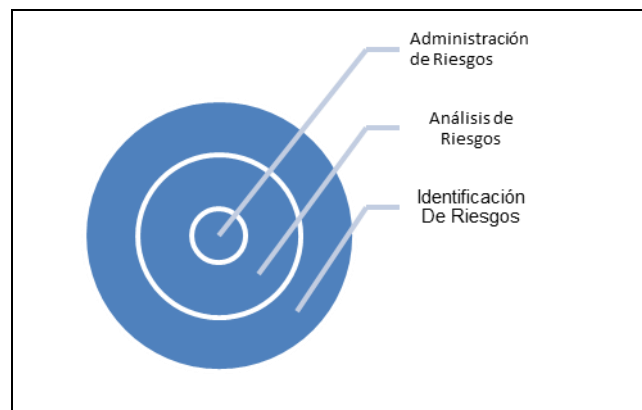 Administración
de Riesgos
Análisis de
Riesgos
Identificación
De Riesgos